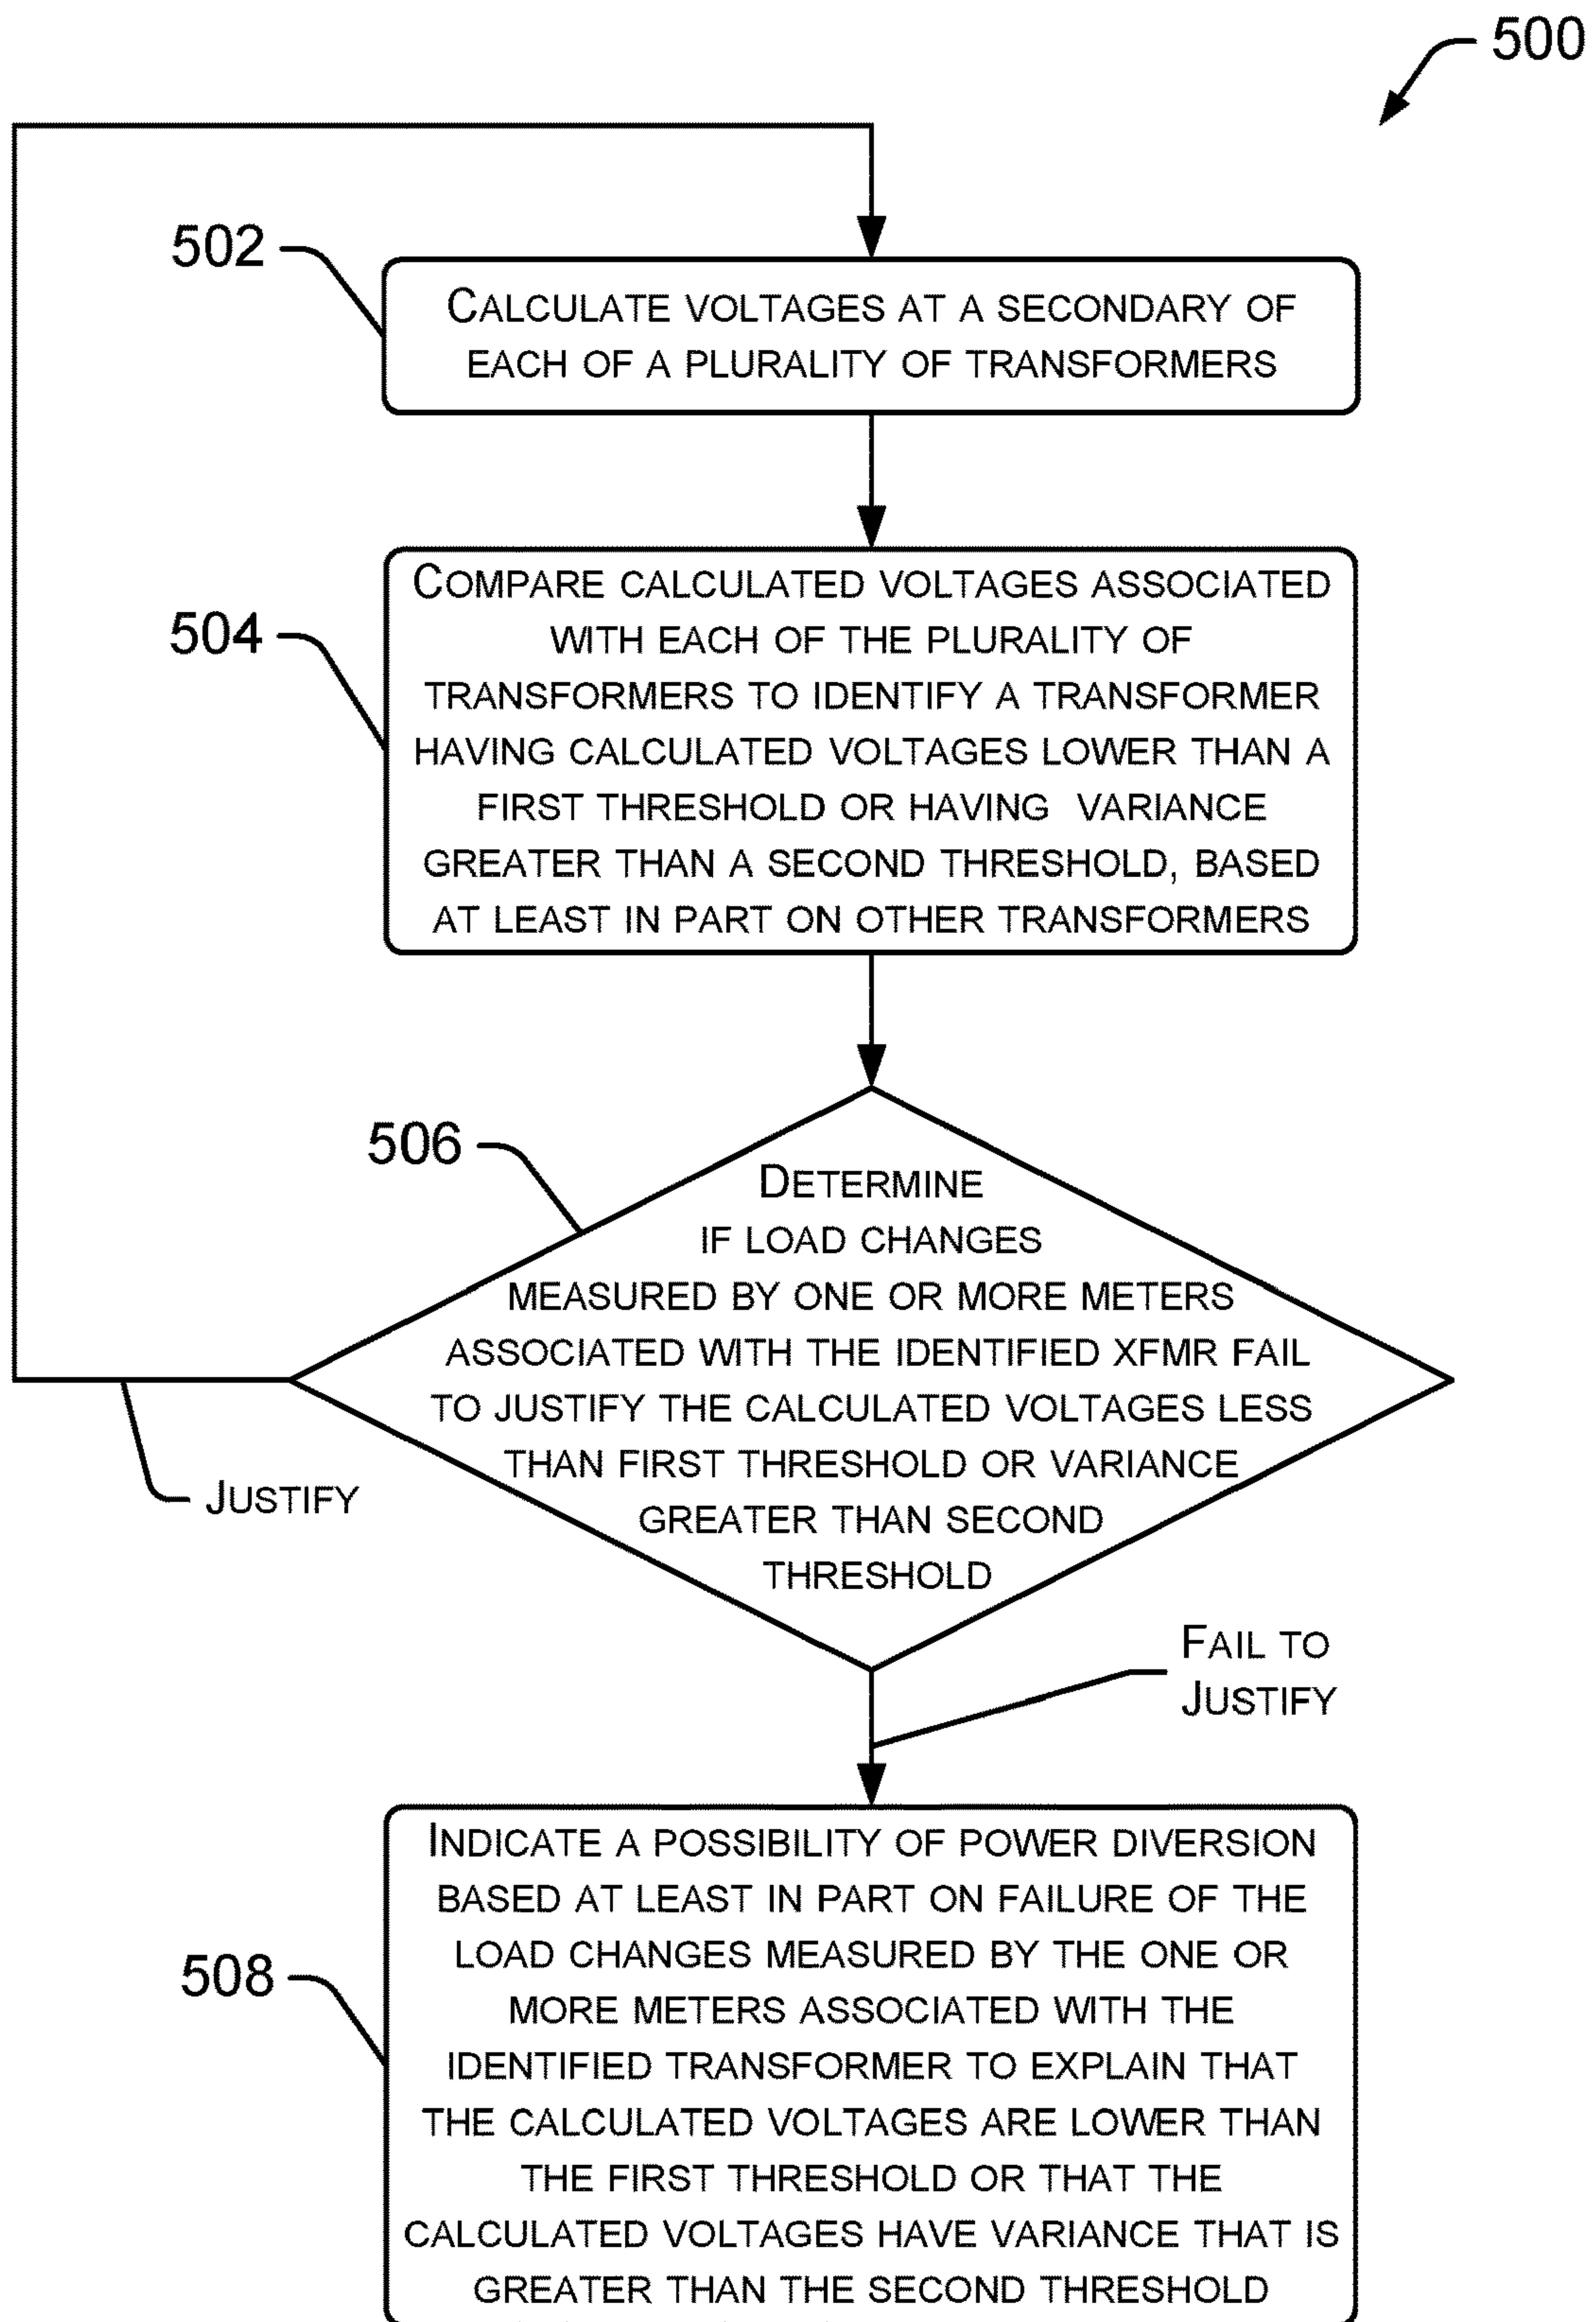 500
502
CALCULATE VOLTAGES AT A SECONDARY OF
EACH OF A PLURALITY OF TRANSFORMERS
504
COMPARE CALCULATED VOLTAGES ASSOCIATED
WITH EACH OF THE PLURALITY OF
TRANSFORMERS TO IDENTIFY A TRANSFORMER
HAVING CALCULATED VOLTAGES LOWER THAN A
FIRST THRESHOLD OR HAVING VARIANCE
GREATER THAN A SECOND THRESHOLD, BASED
AT LEAST IN PART ON OTHER TRANSFORMERS
506
DETERMINE
IF LOAD CHANGES
MEASURED BY ONE OR MORE METERS
ASSOCIATED WITH THE IDENTIFIED XFMR FAIL
TO JUSTIFY THE CALCULATED VOLTAGES LESS
THAN FIRST THRESHOLD OR VARIANCE
GREATER THAN SECOND
THRESHOLD
JUSTIFY
FAIL TO
JUSTIFY
508
INDICATE A POSSIBILITY OF POWER DIVERSION
BASED AT LEAST IN PART ON FAILURE OF THE
LOAD CHANGES MEASURED BY THE ONE OR
MORE METERS ASSOCIATED WITH THE
IDENTIFIED TRANSFORMER TO EXPLAIN THAT
THE CALCULATED VOLTAGES ARE LOWER THAN
THE FIRST THRESHOLD OR THAT THE
CALCULATED VOLTAGES HAVE VARIANCE THAT IS
GREATER THAN THE SECOND THRESHOLD